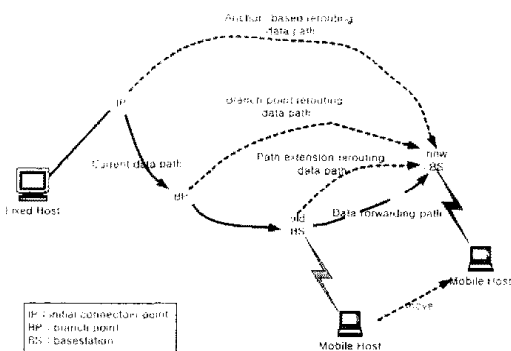 Anchor based rerouting
data path
IP
Branch point rerouting
data path
Current data path
Path extension rerouting
data path
new
BS
Fixed Host
BP
old
BS
Data forwarding path
Mobile Host
move
Mobile Host
IP : initial connection point
BP : branch point
BS : basestation